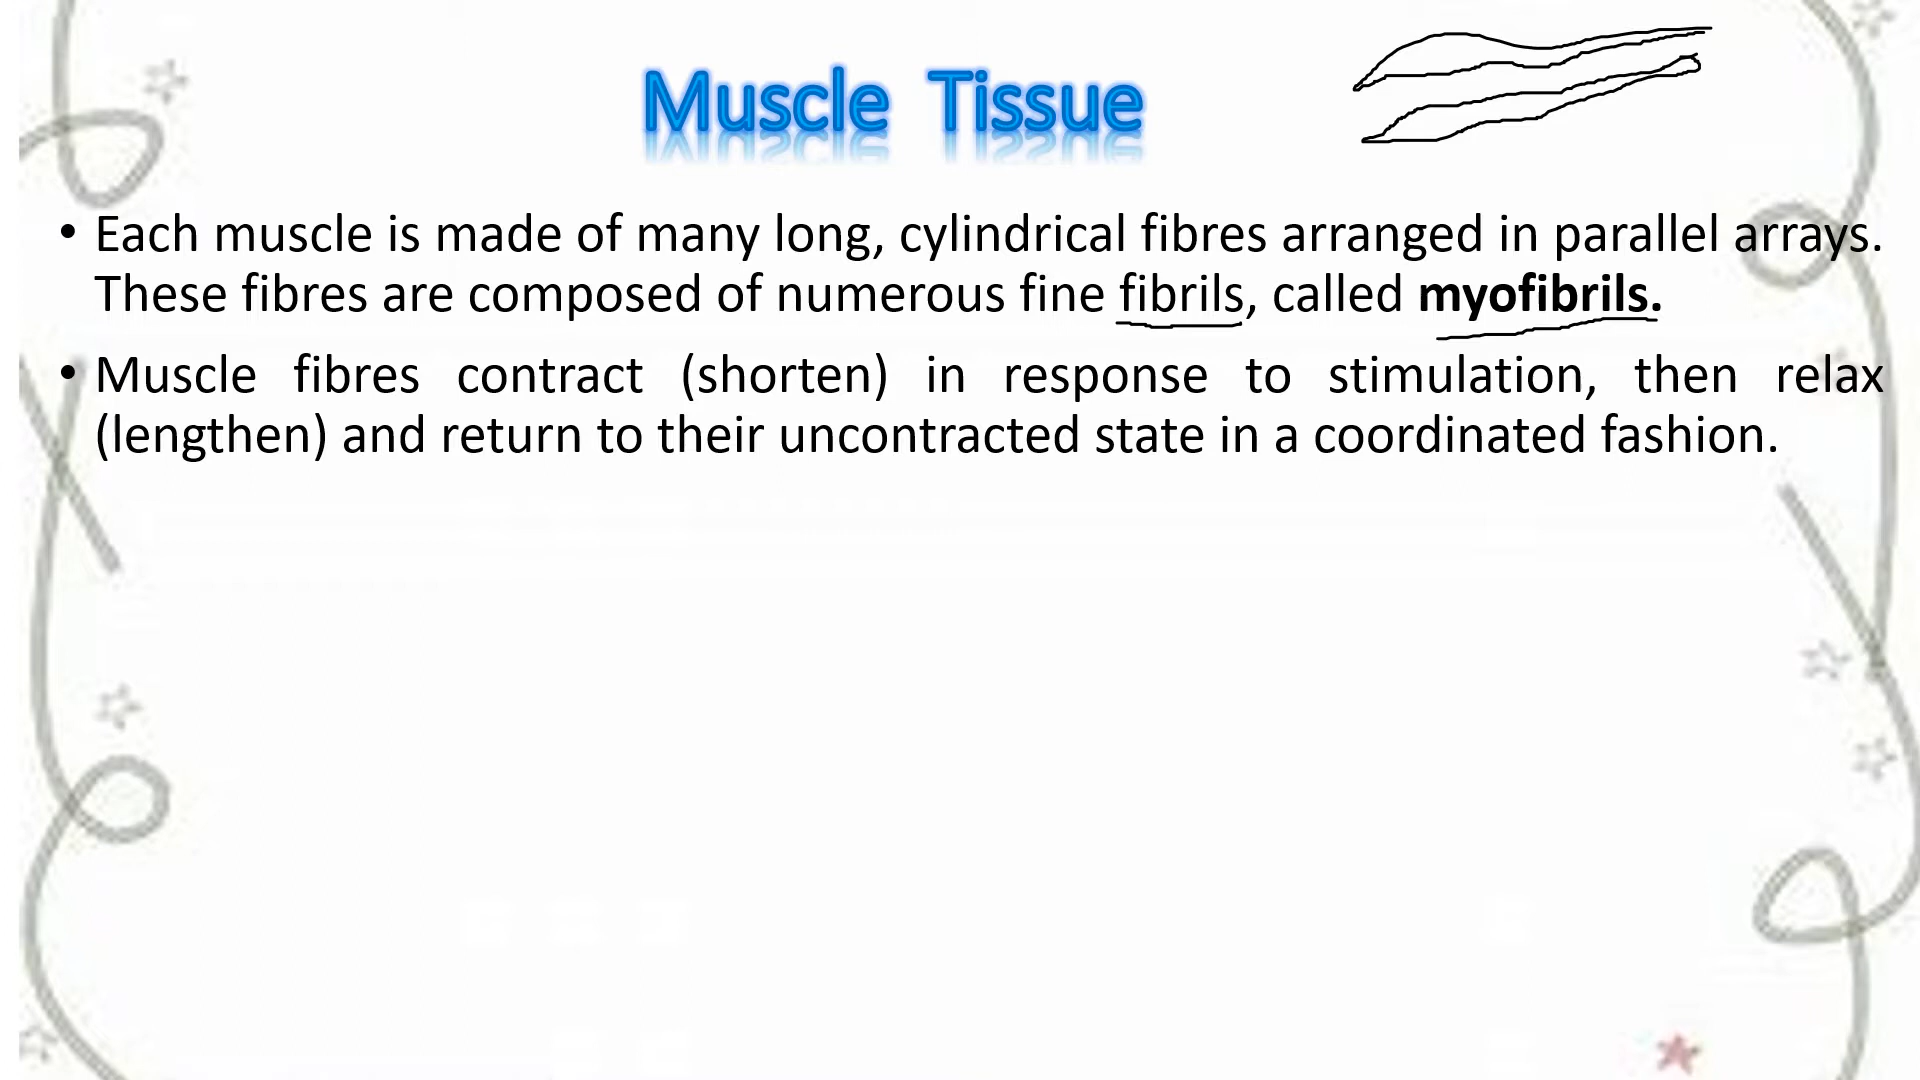 Muscle Tissue
• Each muscle is made of many long, cylindrical fibres arranged in parallel arrays.
These fibres are composed of numerous fine fibrils, called myofibrils.
• Muscle fibres contract (shorten) in response to stimulation, then relax
(lengthen) and return to their uncontracted state in a coordinated fashion.